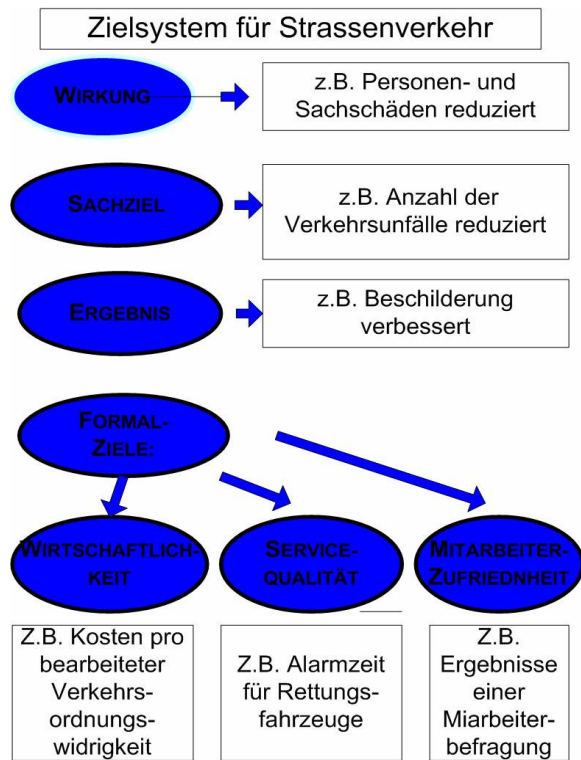 Zielsystem für Strassenverkehr
WIRKUNG
z.B. Personen- und
Sachschäden reduziert
SACHZIEL
z.B. Anzahl der
Verkehrsunfälle reduziert
ERGEBNIS
z.B. Beschilderung
verbessert
FORMAL-
ZIELE:
WIRTSCHAFTLICH-
KEIT
SERVICE-
QUALITÄT
MITARBEITER-
ZUFRIEDNHEIT
Z.B. Kosten pro
bearbeiteter
Verkehrs-
ordnungs-
widrigkeit
Z.B. Alarmzeit
für Rettungs-
fahrzeuge
Z.B.
Ergebnisse
einer
Miarbeiter-
befragung